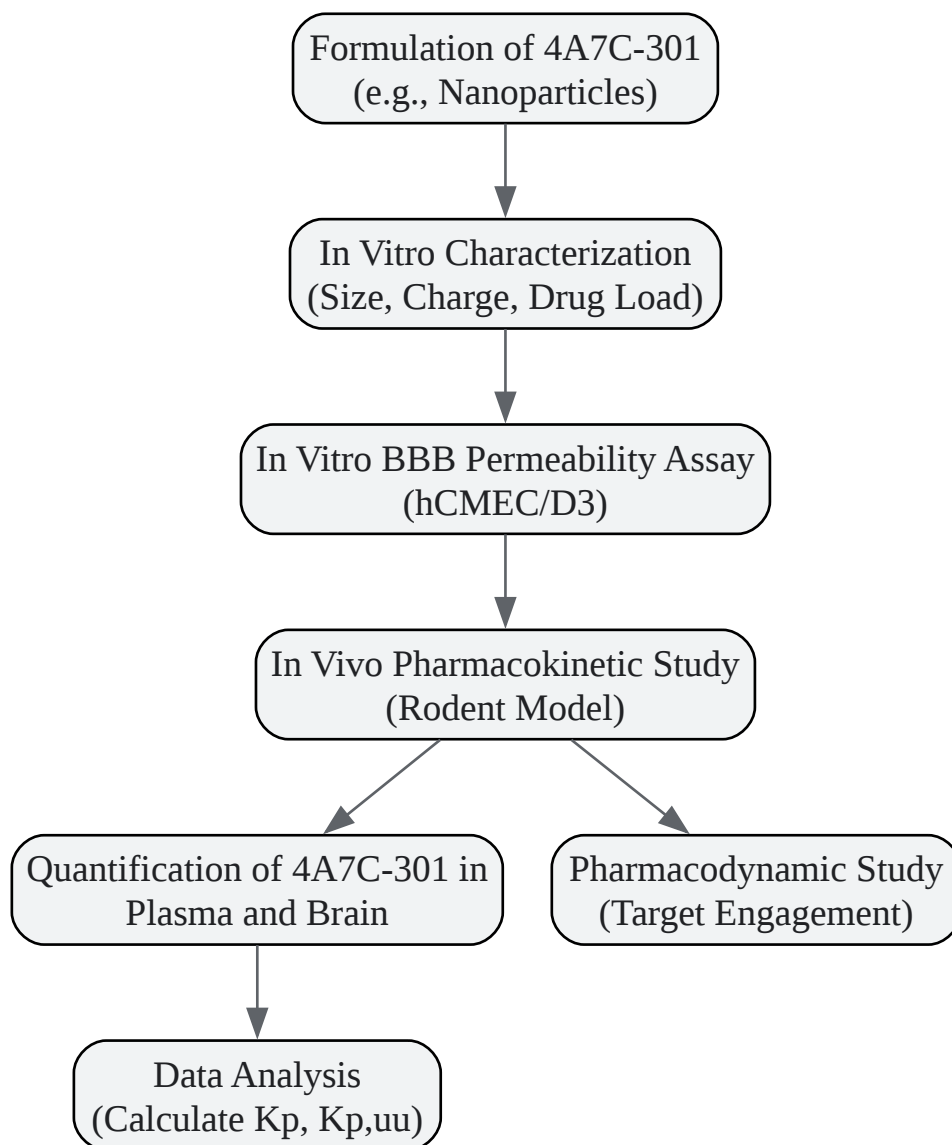 Formulation of 4A7C-301
(e.g., Nanoparticles)
In Vitro Characterization
(Size, Charge, Drug Load)
In Vitro BBB Permeability Assay
(hCMEC/D3)
In Vivo Pharmacokinetic Study
(Rodent Model)
Quantification of 4A7C-301 in
Plasma and Brain
Pharmacodynamic Study
(Target Engagement)
Data Analysis
(Calculate Kp, Kp,uu)